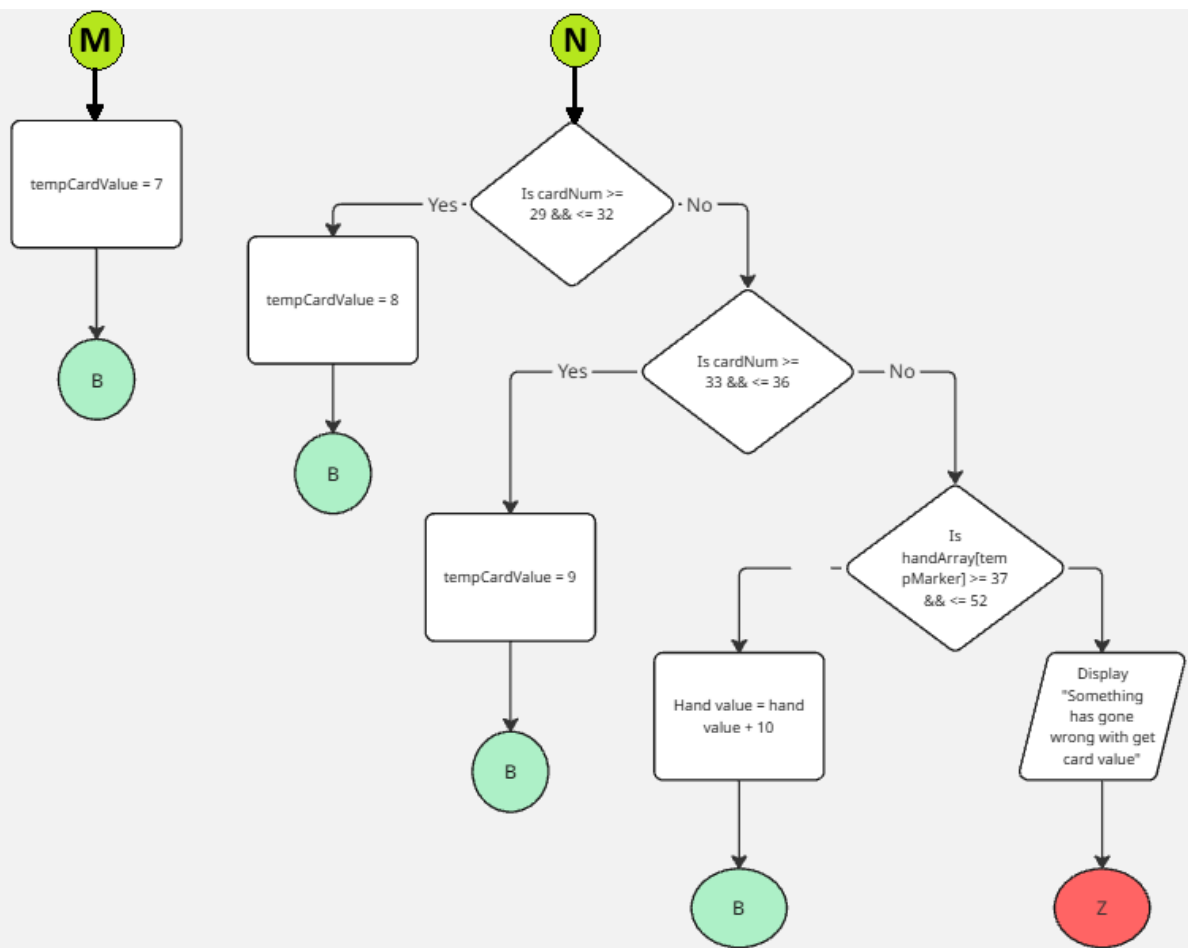 M
N
tempCardValue = 7
Is cardNum >=
29 && <= 32
Yes
No
tempCardValue = 8
B
Is cardNum >=
33 && <= 36
Yes
No
B
tempCardValue = 9
Is
handArray[tem
pMarker] >= 37
&& <= 52
Hand value = hand
value + 10
Display
"Something
has gone
wrong with get
card value"
B
B
Z